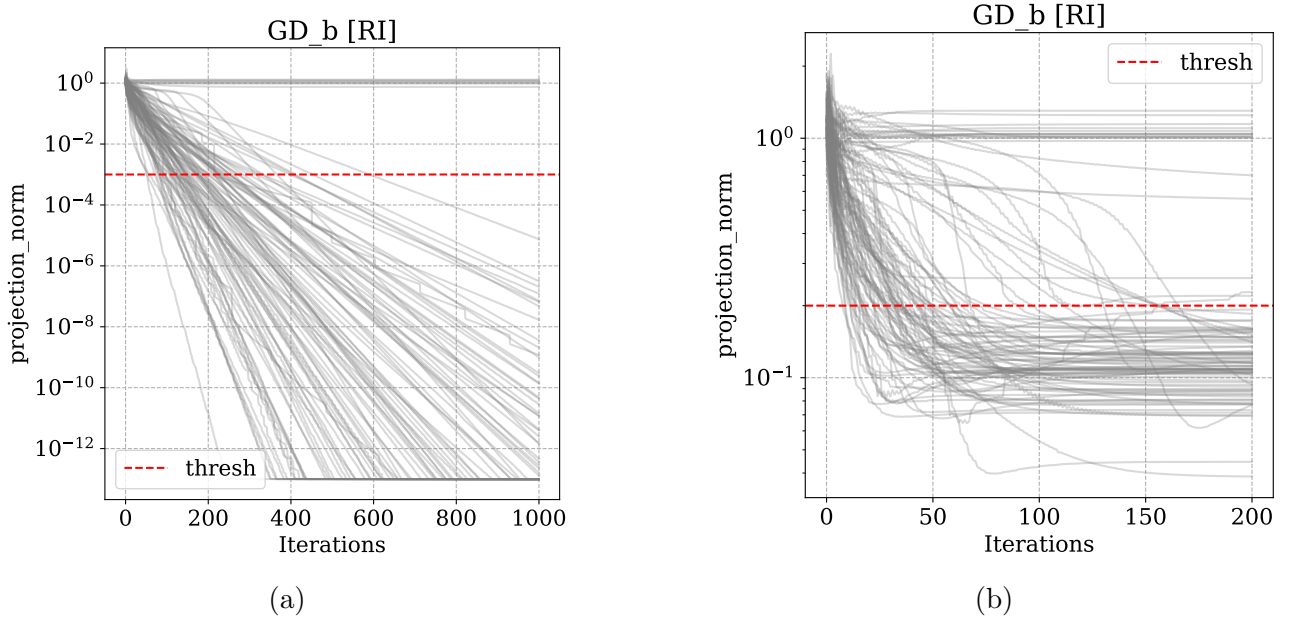 GD_b [RI]
projection_norm
10^0
10^-2
10^-4
10^-6
10^-8
10^-10
10^-12
thresh
0 200 400 600 800 1000
Iterations
(a)
GD_b [RI]
projection_norm
thresh
10^0
10^-1
0 50 100 150 200
Iterations
(b)